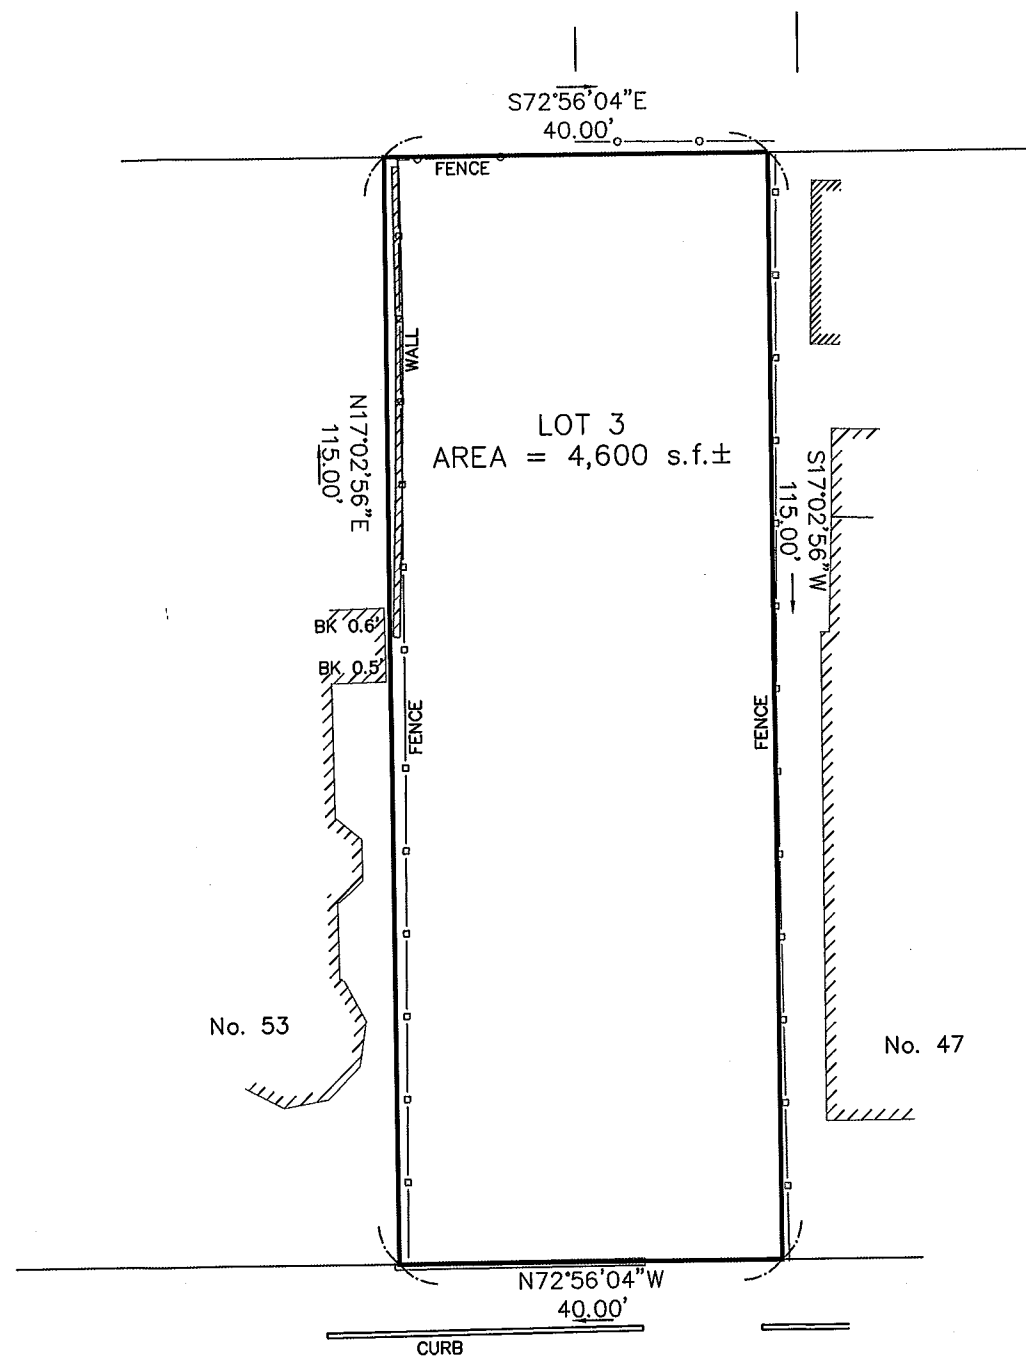 S72°56'04"E
40.00'
FENCE
WALL
LOT 3
AREA = 4,600 s.f.±
N17°02'56"E
115.00'
S17°02'56"W
115.00'
BK 0.6'
BK 0.5'
FENCE
FENCE
No. 53
No. 47
N72°56'04"W
40.00'
CURB